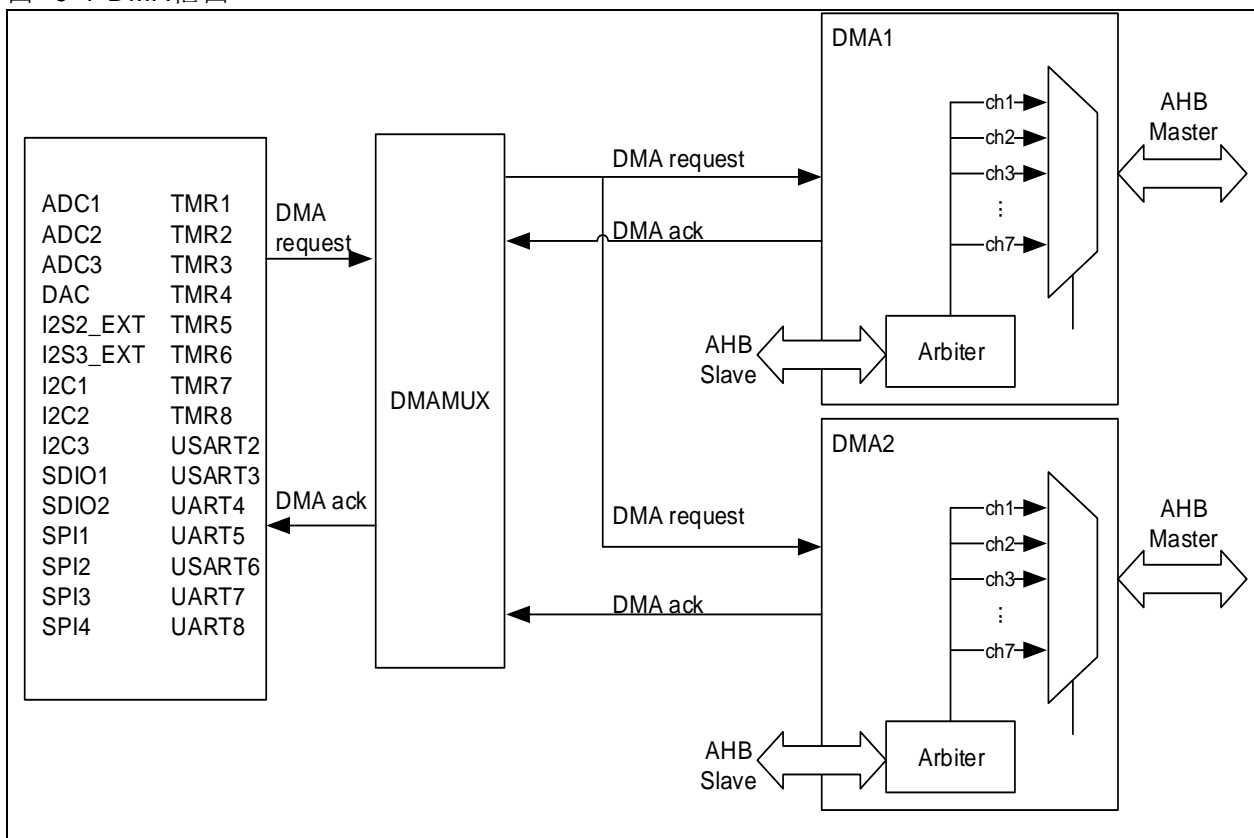 DMA1
ch1
ch2
ch3
⋮
ch7
AHB
Master
DMA request
DMA ack
AHB
Slave
Arbiter
ADC1 TMR1
ADC2 TMR2
ADC3 TMR3
DAC TMR4
I2S2_EXT TMR5
I2S3_EXT TMR6
I2C1 TMR7
I2C2 TMR8
I2C3 USART2
SDIO1 USART3
SDIO2 UART4
SPI1 UART5
SPI2 USART6
SPI3 UART7
SPI4 UART8
DMA
request
DMA ack
DMAMUX
DMA2
ch1
ch2
ch3
⋮
ch7
AHB
Master
DMA request
DMA ack
AHB
Slave
Arbiter